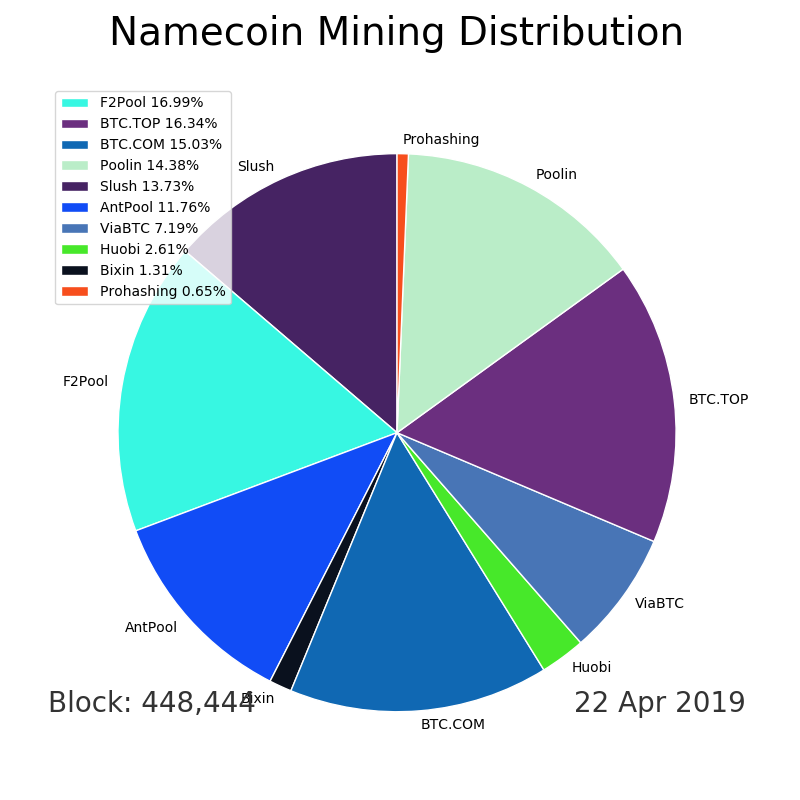 Namecoin Mining Distribution
F2Pool 16.99%
BTC.TOP 16.34%
BTC.COM 15.03%
Poolin 14.38%
Slush 13.73%
AntPool 11.76%
ViaBTC 7.19%
Huobi 2.61%
Bixin 1.31%
Prohashing 0.65%
Prohashing
Slush
Poolin
F2Pool
BTC.TOP
ViaBTC
AntPool
Huobi
Bixin
BTC.COM
Block: 448,444
22 Apr 2019